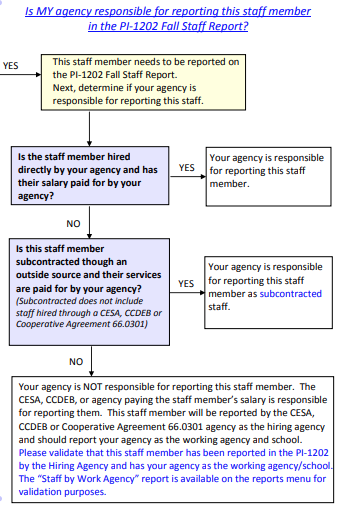 Is MY agency responsible for reporting this staff member
in the PI-1202 Fall Staff Report?
YES
This staff member needs to be reported on
the PI-1202 Fall Staff Report.
Next, determine if your agency is
responsible for reporting this staff.
Is the staff member hired
directly by your agency and has
their salary paid for by your
agency?
YES
Your agency is responsible
for reporting this staff
member.
NO
Is this staff member
subcontracted though an
outside source and their services
are paid for by your agency?
(Subcontracted does not include
staff hired through a CESA, CCDEB or
Cooperative Agreement 66.0301)
YES
Your agency is responsible
for reporting this staff
member as subcontracted
staff.
NO
Your agency is NOT responsible for reporting this staff member. The
CESA, CCDEB, or agency paying the staff member's salary is responsible
for reporting them. This staff member will be reported by the CESA,
CCDEB or Cooperative Agreement 66.0301 agency as the hiring agency
and should report your agency as the working agency and school.
Please validate that this staff member has been reported in the PI-1202
by the Hiring Agency and has your agency as the working agency/school.
The "Staff by Work Agency" report is available on the reports menu for
validation purposes.